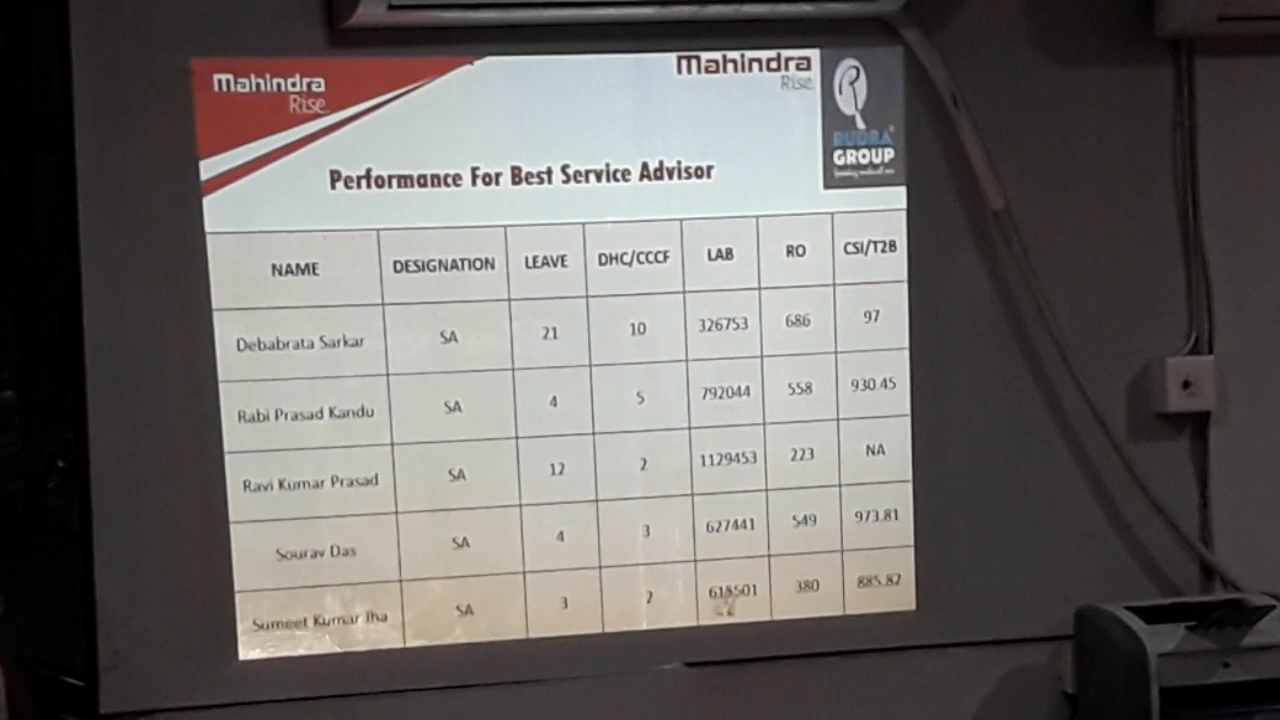 Mahindra
Rise
Mahindra
Rise
RUDRA
GROUP
Performance For Best Service Advisor
NAME DESIGNATION LEAVE DHC/CCCF LAB RO CSI/T2B
Debabrata Sarkar SA 21 10 326753 686 97
Rabi Prasad Kandu SA 4 5 792044 558 930.45
Ravi Kumar Prasad SA 12 2 1129453 223 NA
Sourav Das SA 4 3 627441 549 973.81
Sumeet Kumar Jha SA 3 2 380 885.82